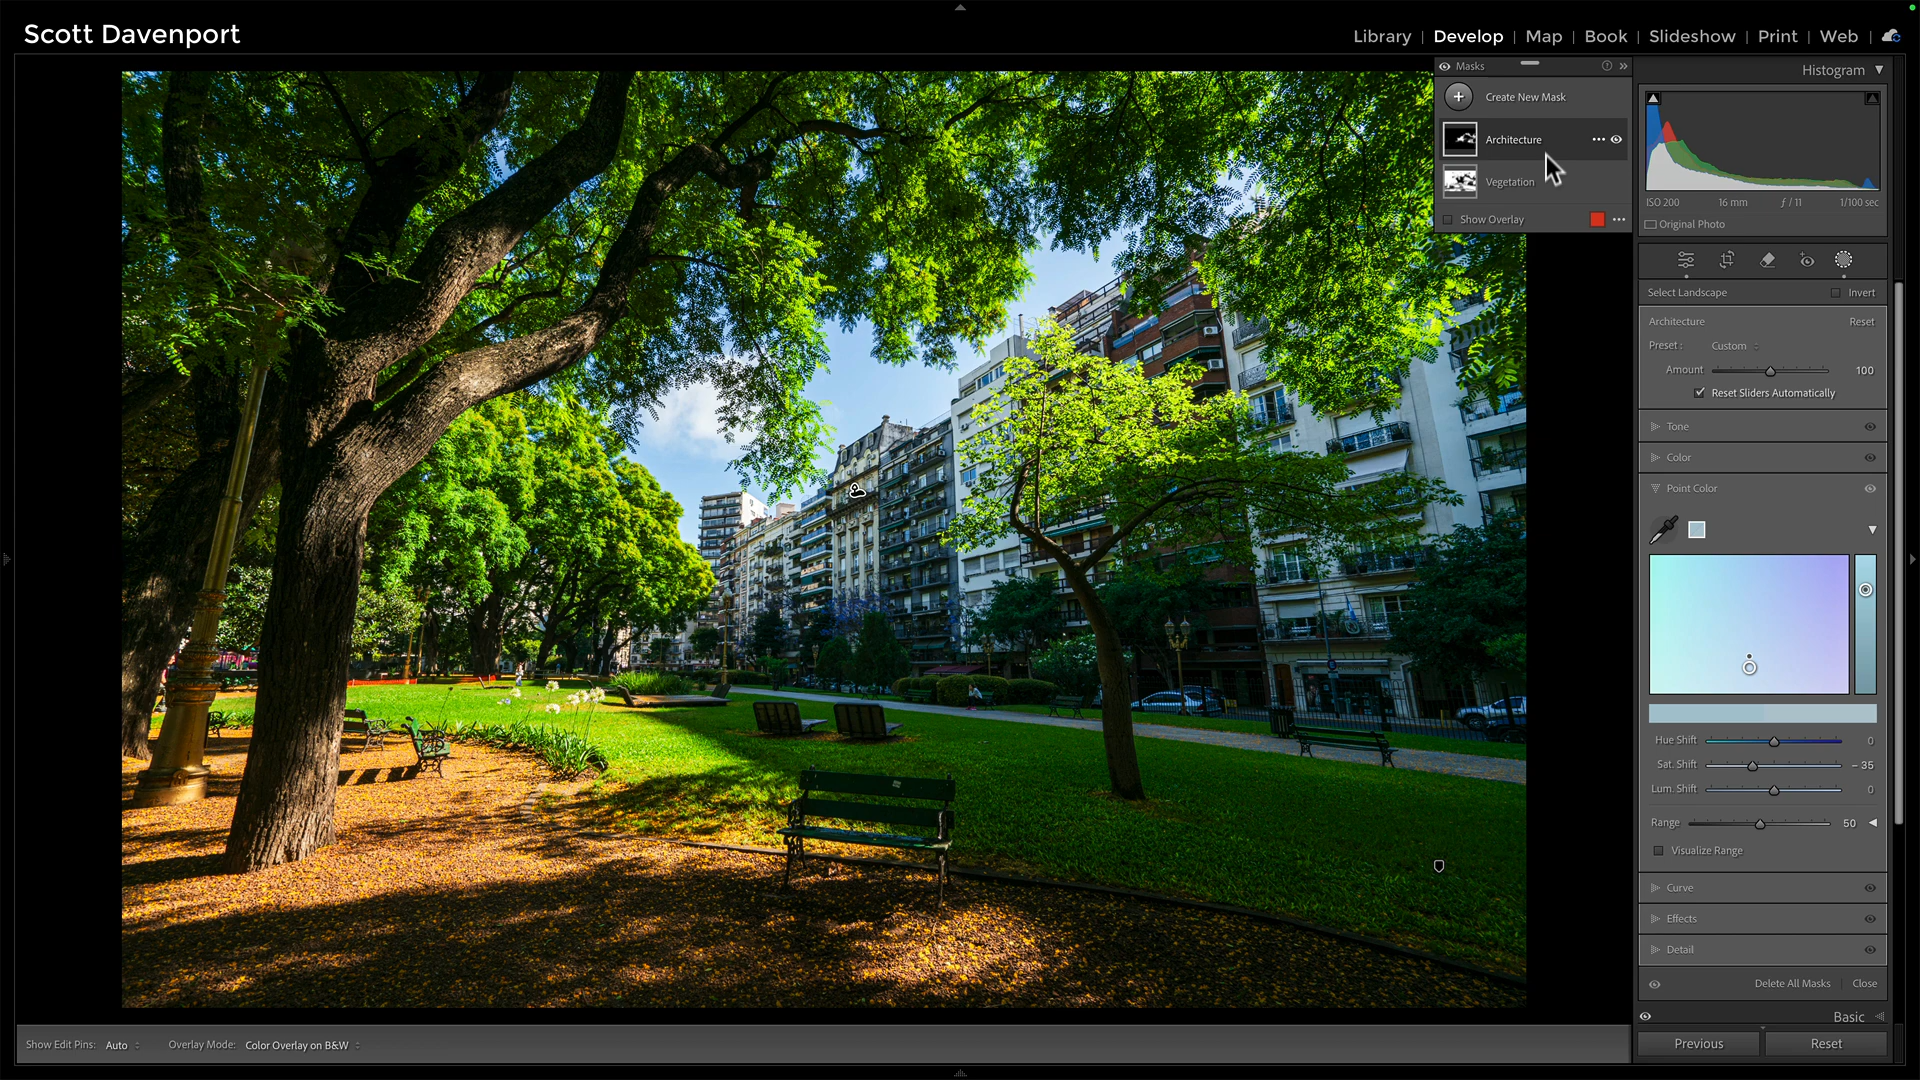 Scott Davenport
Library | Develop | Map | Book | Slideshow | Print | Web |
Masks
Create New Mask
Architecture
Vegetation
Show Overlay
Histogram
ISO 200 16 mm ƒ / 11 1/100 sec
Original Photo
Select Landscape Invert
Architecture Reset
Preset : Custom
Amount 100
Reset Sliders Automatically
Tone
Color
Point Color
Hue Shift 0
Sat. Shift – 35
Lum. Shift 0
Range 50
Visualize Range
Curve
Effects
Detail
Delete All Masks Close
Basic
Previous Reset
Show Edit Pins: Auto Overlay Mode: Color Overlay on B&W